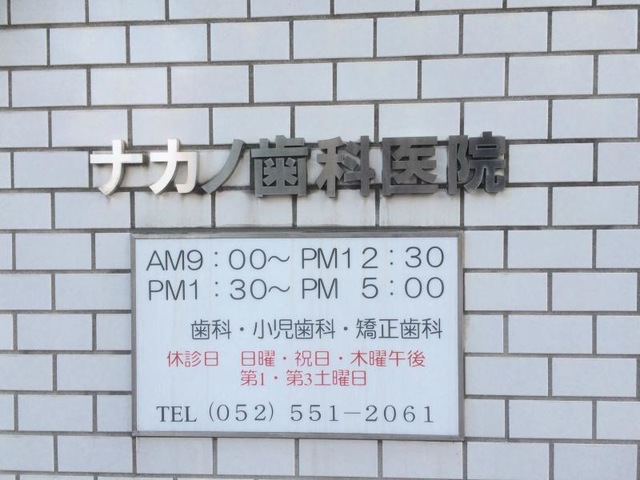 ナカノ歯科医院
AM9:00〜PM12:30
PM1:30〜PM 5:00
歯科・小児歯科・矯正歯科
休診日 日曜・祝日・木曜午後
第1・第3土曜日
TEL(052)551-2061